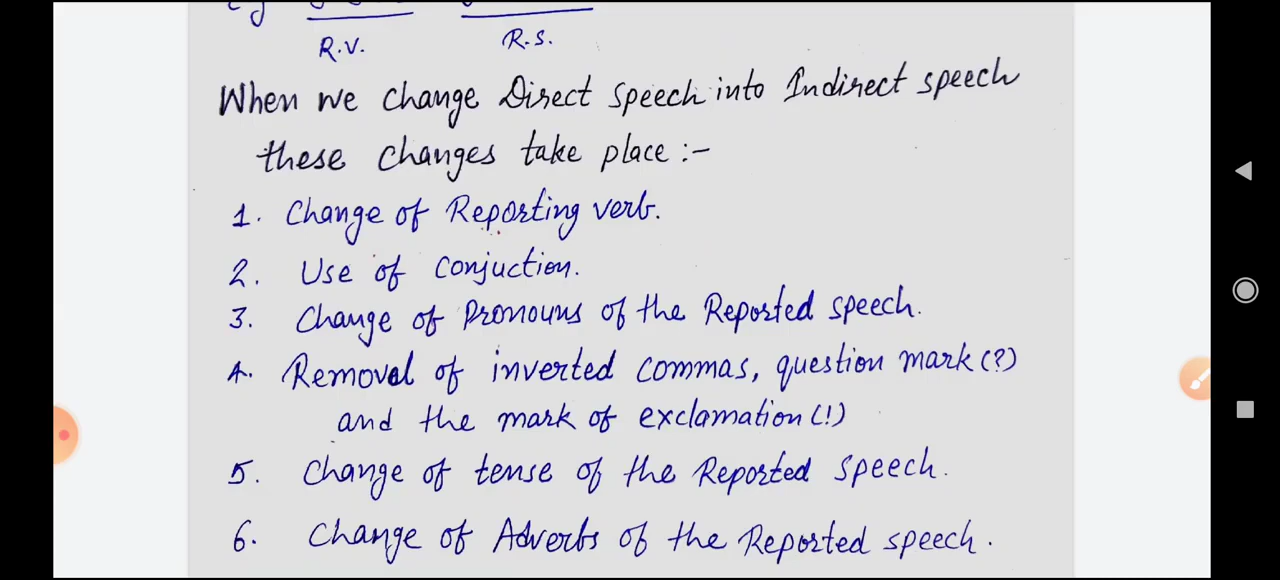 R.V. R.S.
When we change Direct speech into Indirect speech
these changes take place :-
1. Change of Reporting verb.
2. Use of conjuction.
3. Change of Pronouns of the Reported speech.
4. Removal of inverted commas, question mark (?)
and the mark of exclamation (!)
5. Change of tense of the Reported speech.
6. Change of Adverbs of the Reported speech.